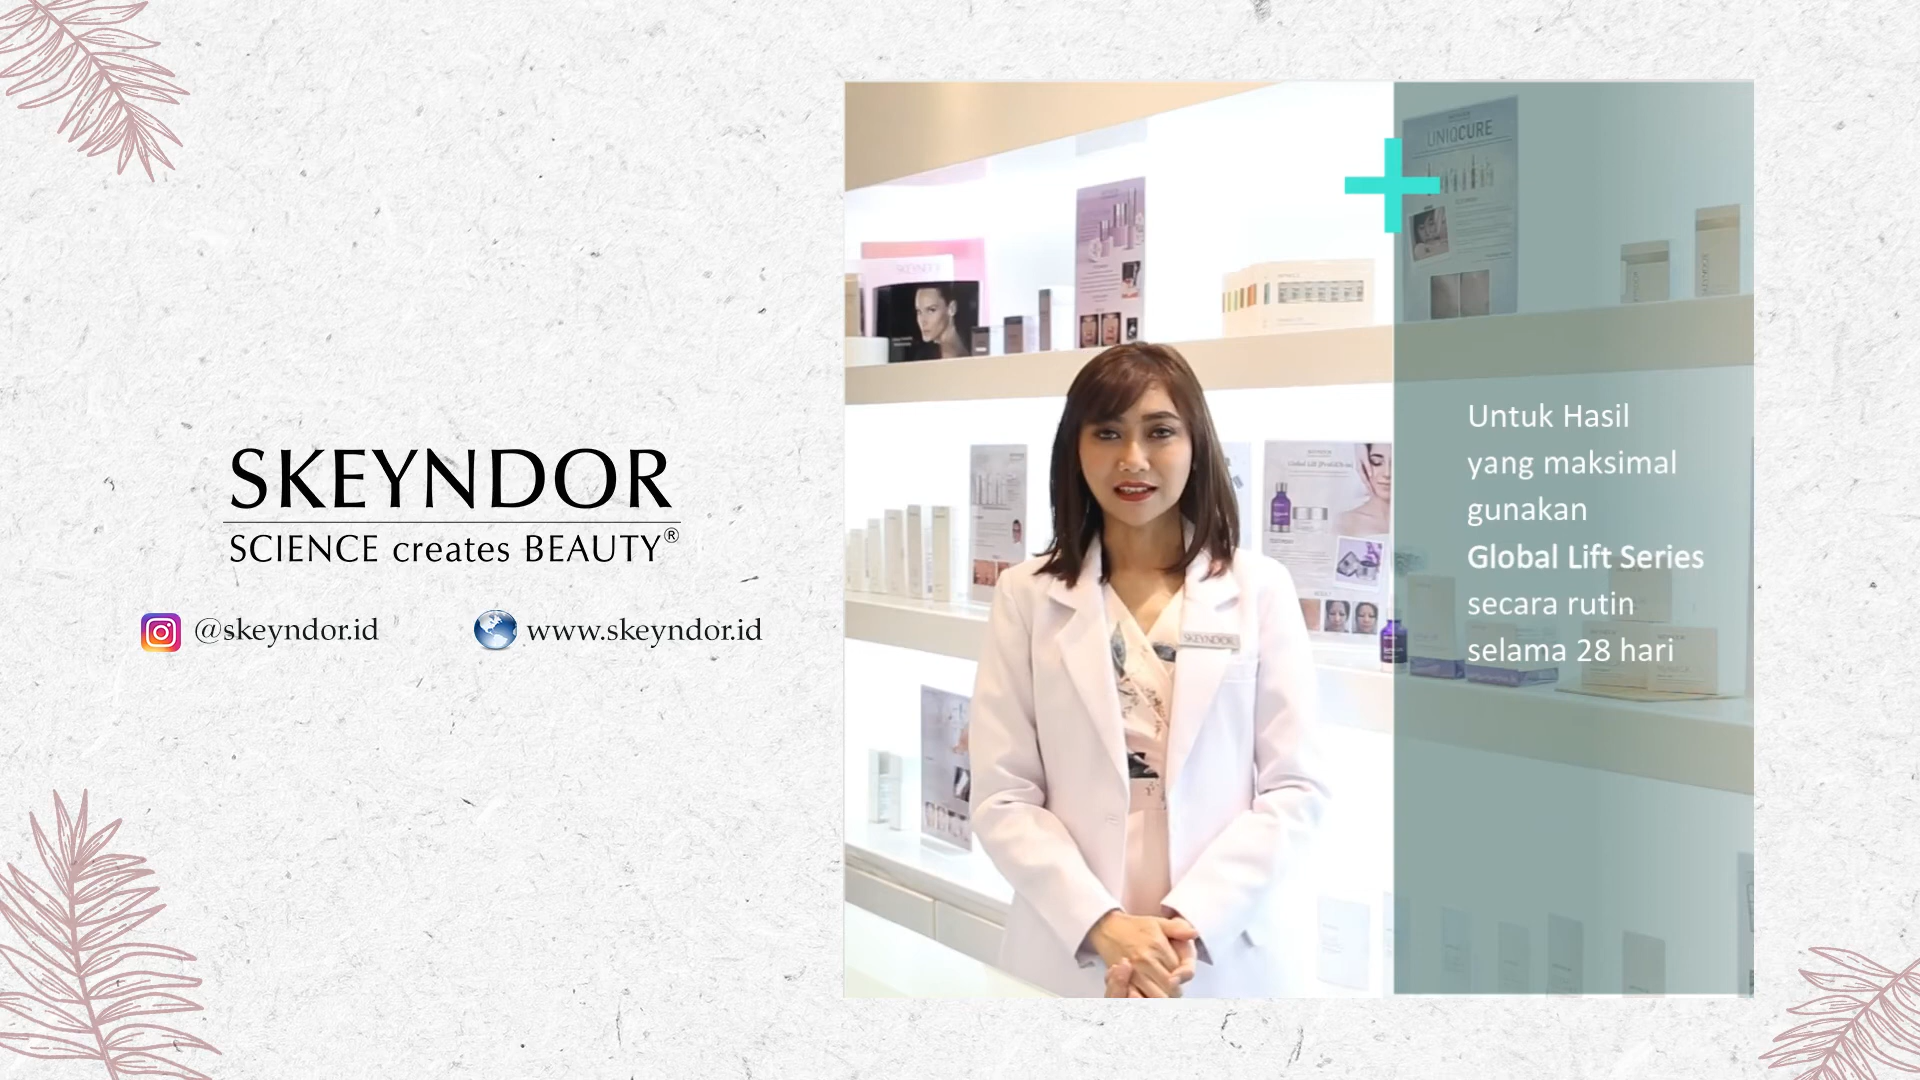 SKEYNDOR
SCIENCE creates BEAUTY®
@skeyndor.id
www.skeyndor.id
UNIQCURE
SKEYNDOR
Untuk Hasil
yang maksimal
gunakan
Global Lift Series
secara rutin
selama 28 hari